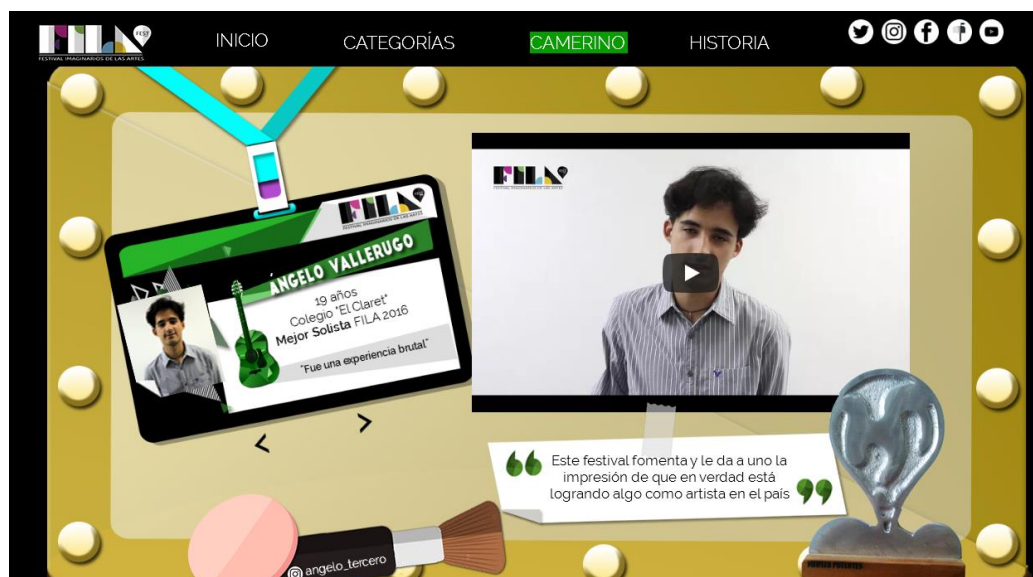 FILA FEST
FESTIVAL IMAGINARIOS DE LAS ARTES
INICIO
CATEGORÍAS
CAMERINO
HISTORIA
FILA
FESTIVAL IMAGINARIOS DE LAS ARTES
ÁNGELO VALLERUGO
19 años
Colegio "El Claret"
Mejor Solista FILA 2016
"Fue una experiencia brutal"
FILA
FESTIVAL IMAGINARIOS DE LAS ARTES
Este festival fomenta y le da a uno la
impresión de que en verdad está
logrando algo como artista en el país
angelo_tercero